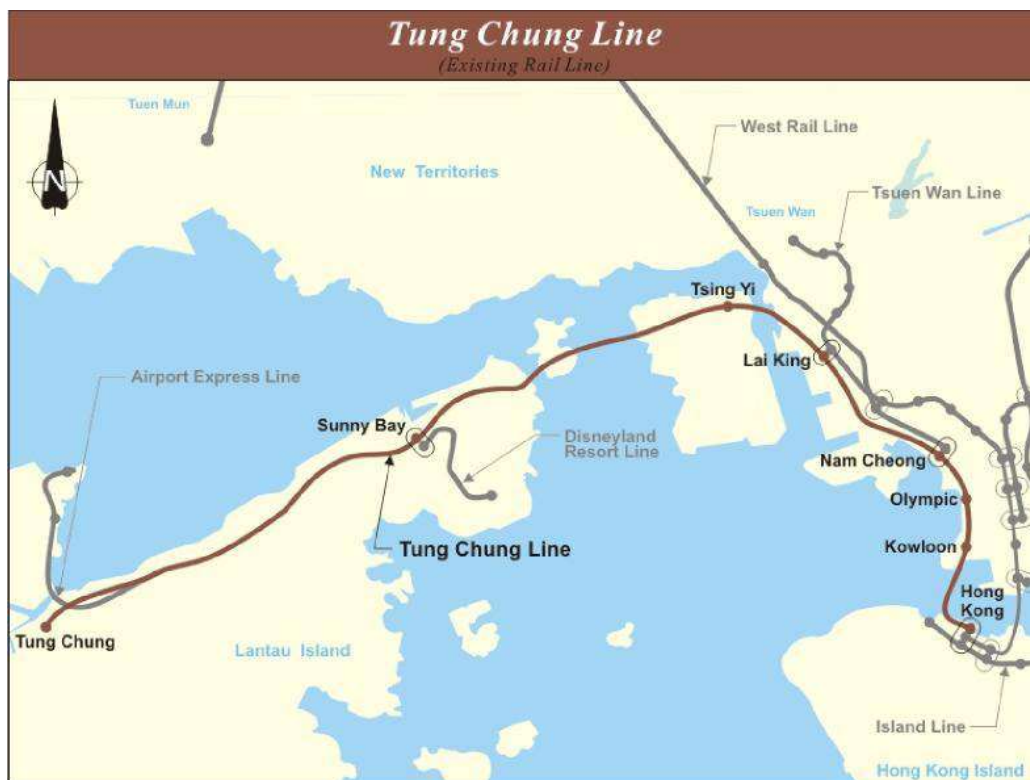 Tung Chung Line
(Existing Rail Line)
Tuen Mun
West Rail Line
N
New Territories
Tsuen Wan
Tsuen Wan Line
Tsing Yi
Lai King
Airport Express Line
Sunny Bay
Disneyland
Resort Line
Nam Cheong
Olympic
Tung Chung Line
Kowloon
Hong
Kong
Tung Chung
Lantau Island
Island Line
Hong Kong Island